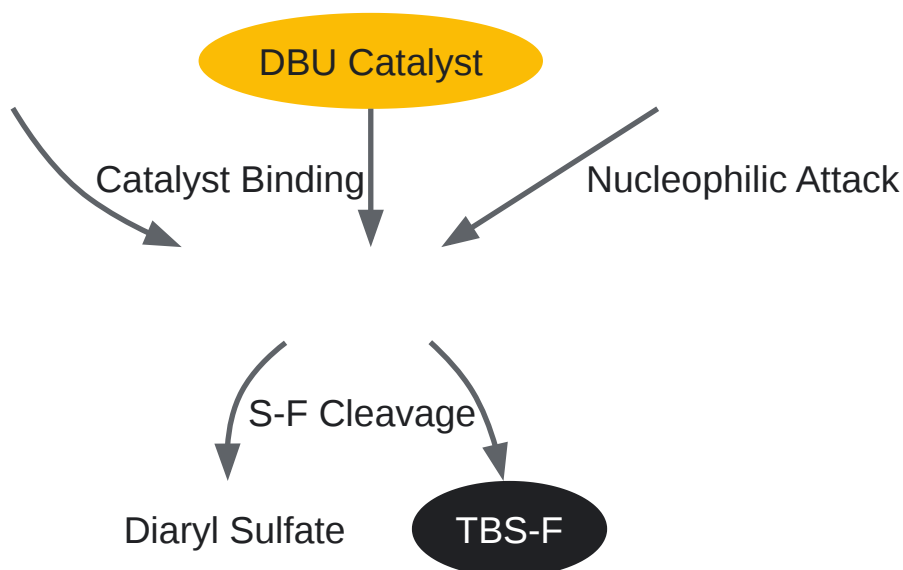 DBU Catalyst
Catalyst Binding
Nucleophilic Attack
S-F Cleavage
Diaryl Sulfate
TBS-F